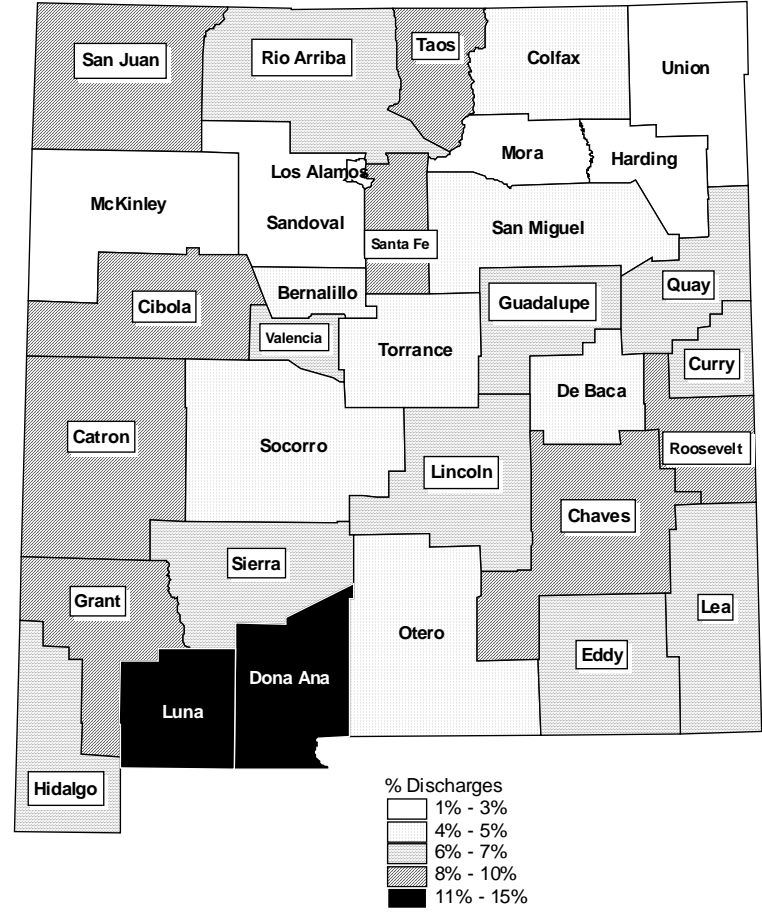 San Juan
Rio Arriba
Taos
Colfax
Union
Mora
Harding
Los Alamos
McKinley
Sandoval
Santa Fe
San Miguel
Bernalillo
Cibola
Guadalupe
Quay
Valencia
Torrance
Curry
De Baca
Catron
Socorro
Roosevelt
Lincoln
Chaves
Sierra
Grant
Lea
Otero
Eddy
Dona Ana
Luna
Hidalgo
% Discharges
1% - 3%
4% - 5%
6% - 7%
8% - 10%
11% - 15%